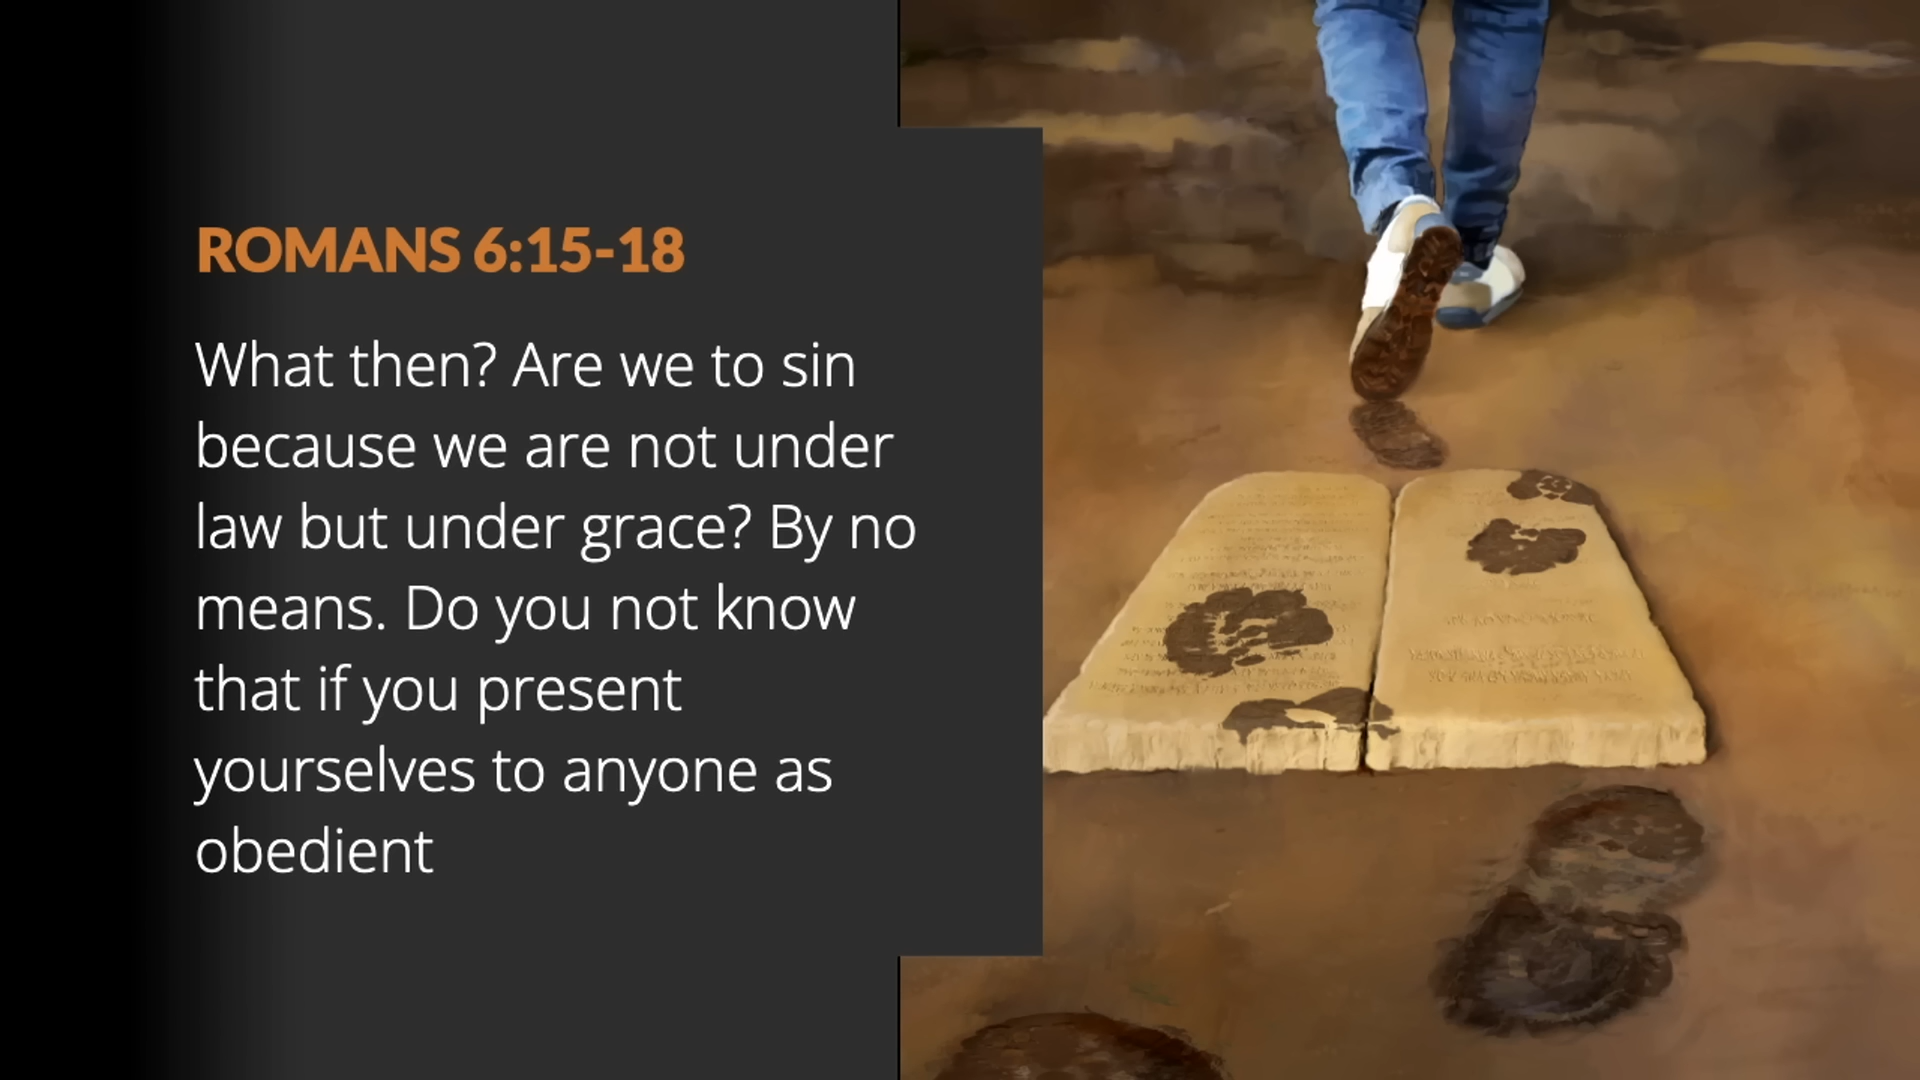 ROMANS 6:15-18
What then? Are we to sin
because we are not under
law but under grace? By no
means. Do you not know
that if you present
yourselves to anyone as
obedient